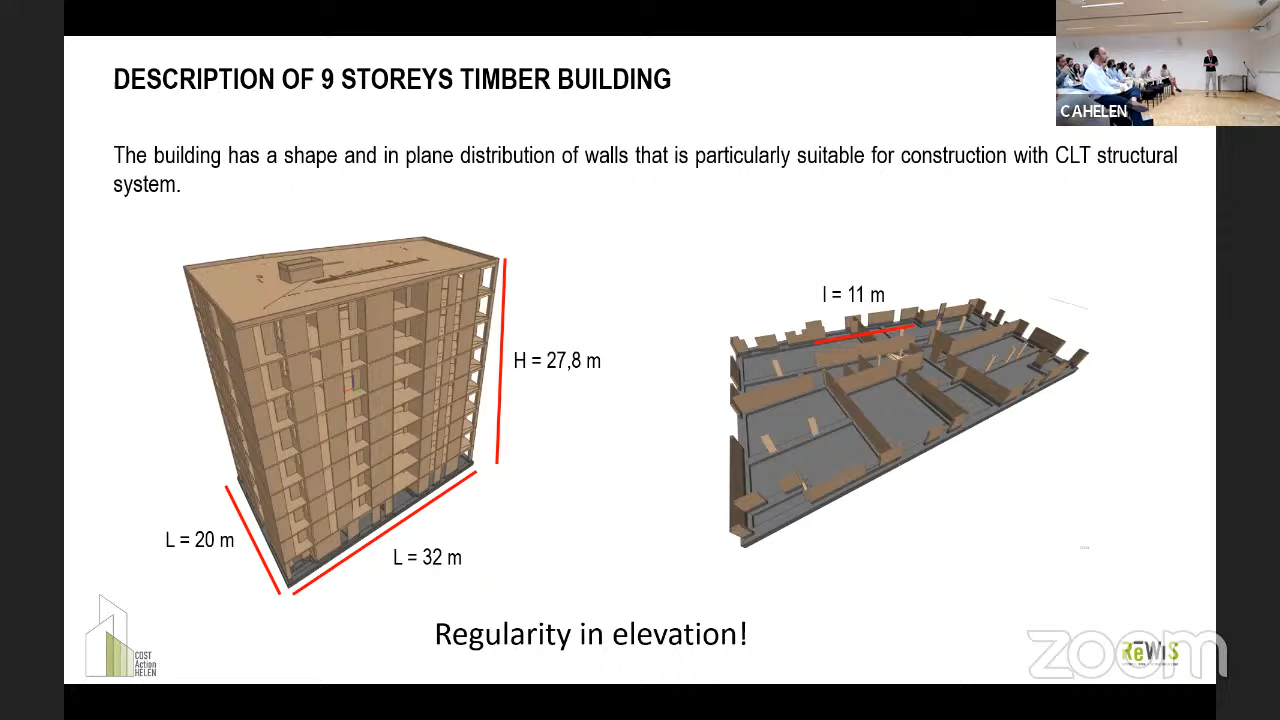 DESCRIPTION OF 9 STOREYS TIMBER BUILDING
C AHELEN
The building has a shape and in plane distribution of walls that is particularly suitable for construction with CLT structural
system.
l = 11 m
H = 27,8 m
L = 20 m
L = 32 m
Regularity in elevation!
COST
Action
HELEN
zoom
ReWiS